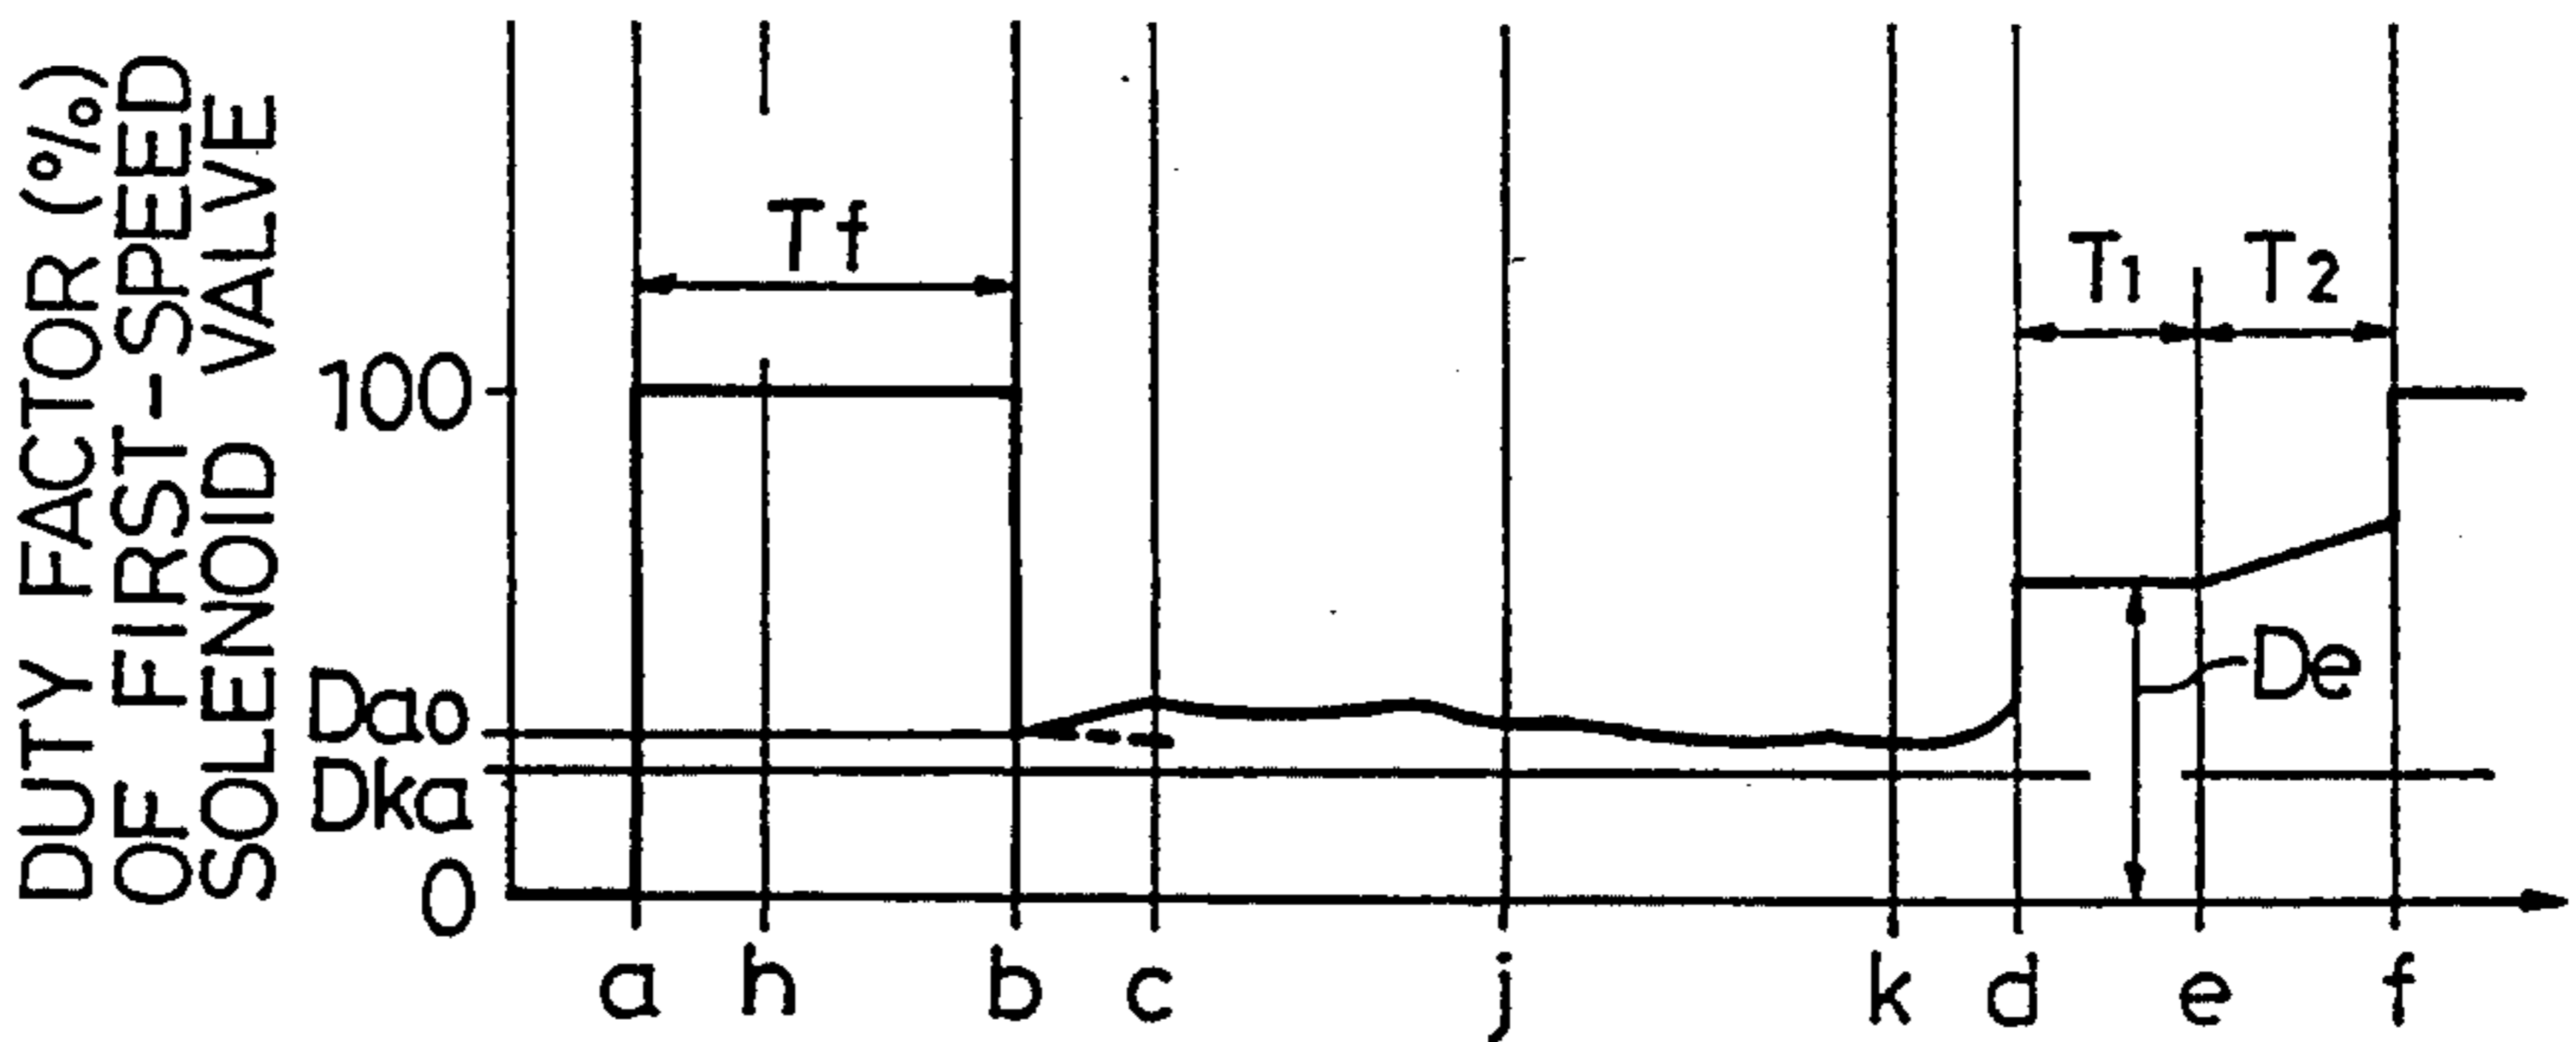 DUTY FACTOR (%)
OF FIRST-SPEED
SOLENOID VALVE
Tf
T1
T2
100
De
Dao
Dka
0
a h b c j k d e f